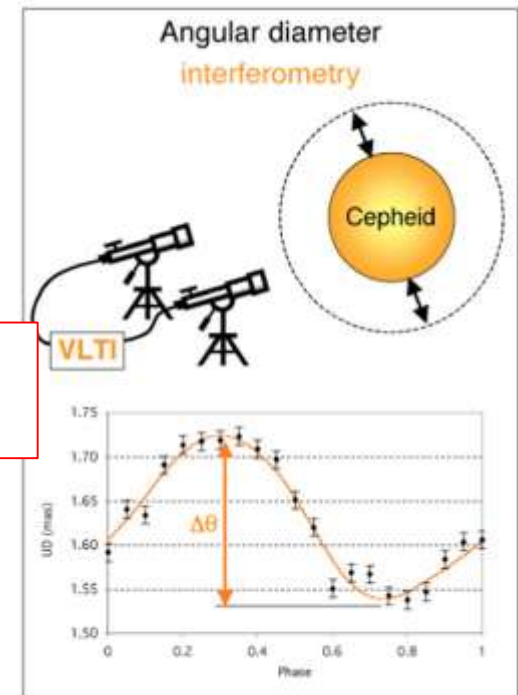 Angular diameter
interferometry
Cepheid
VLTI
1.75
1.70
1.65
1.60
1.55
1.50
UD (mas)
Δθ
0
0.2
0.4
0.6
0.8
1
Phase